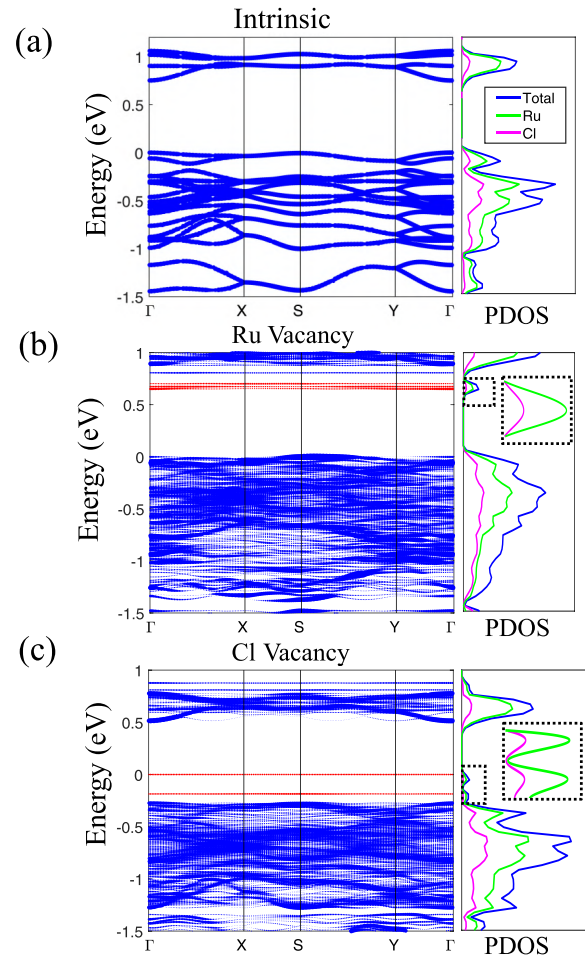 (a)
Intrinsic
1
0.5
0
-0.5
-1
-1.5
Energy (eV)
Γ X S Y Γ
Total
Ru
Cl
PDOS
(b)
Ru Vacancy
1
0.5
0
-0.5
-1
-1.5
Energy (eV)
Γ X S Y Γ
PDOS
(c)
Cl Vacancy
1
0.5
0
-0.5
-1
-1.5
Energy (eV)
Γ X S Y Γ
PDOS